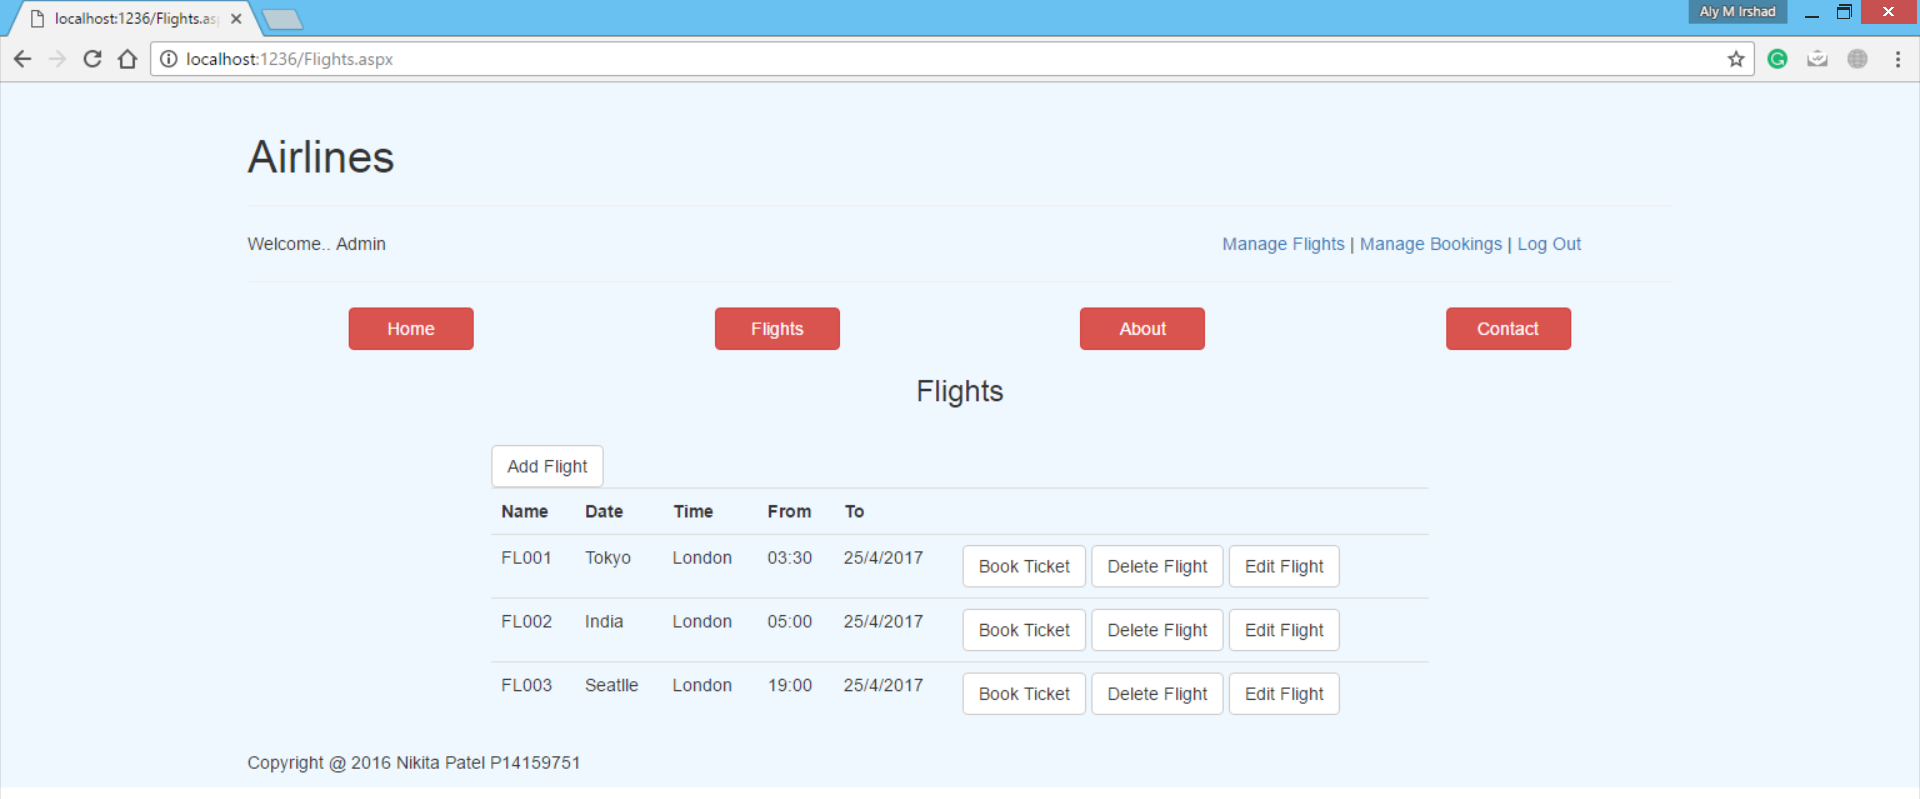 localhost:1236/Flights.as
Aly M Irshad
localhost:1236/Flights.aspx
Airlines
Welcome.. Admin
Manage Flights | Manage Bookings | Log Out
Home Flights About Contact
Flights
Add Flight
Name Date Time From To
FL001 Tokyo London 03:30 25/4/2017 Book Ticket Delete Flight Edit Flight
FL002 India London 05:00 25/4/2017 Book Ticket Delete Flight Edit Flight
FL003 Seatlle London 19:00 25/4/2017 Book Ticket Delete Flight Edit Flight
Copyright @ 2016 Nikita Patel P14159751